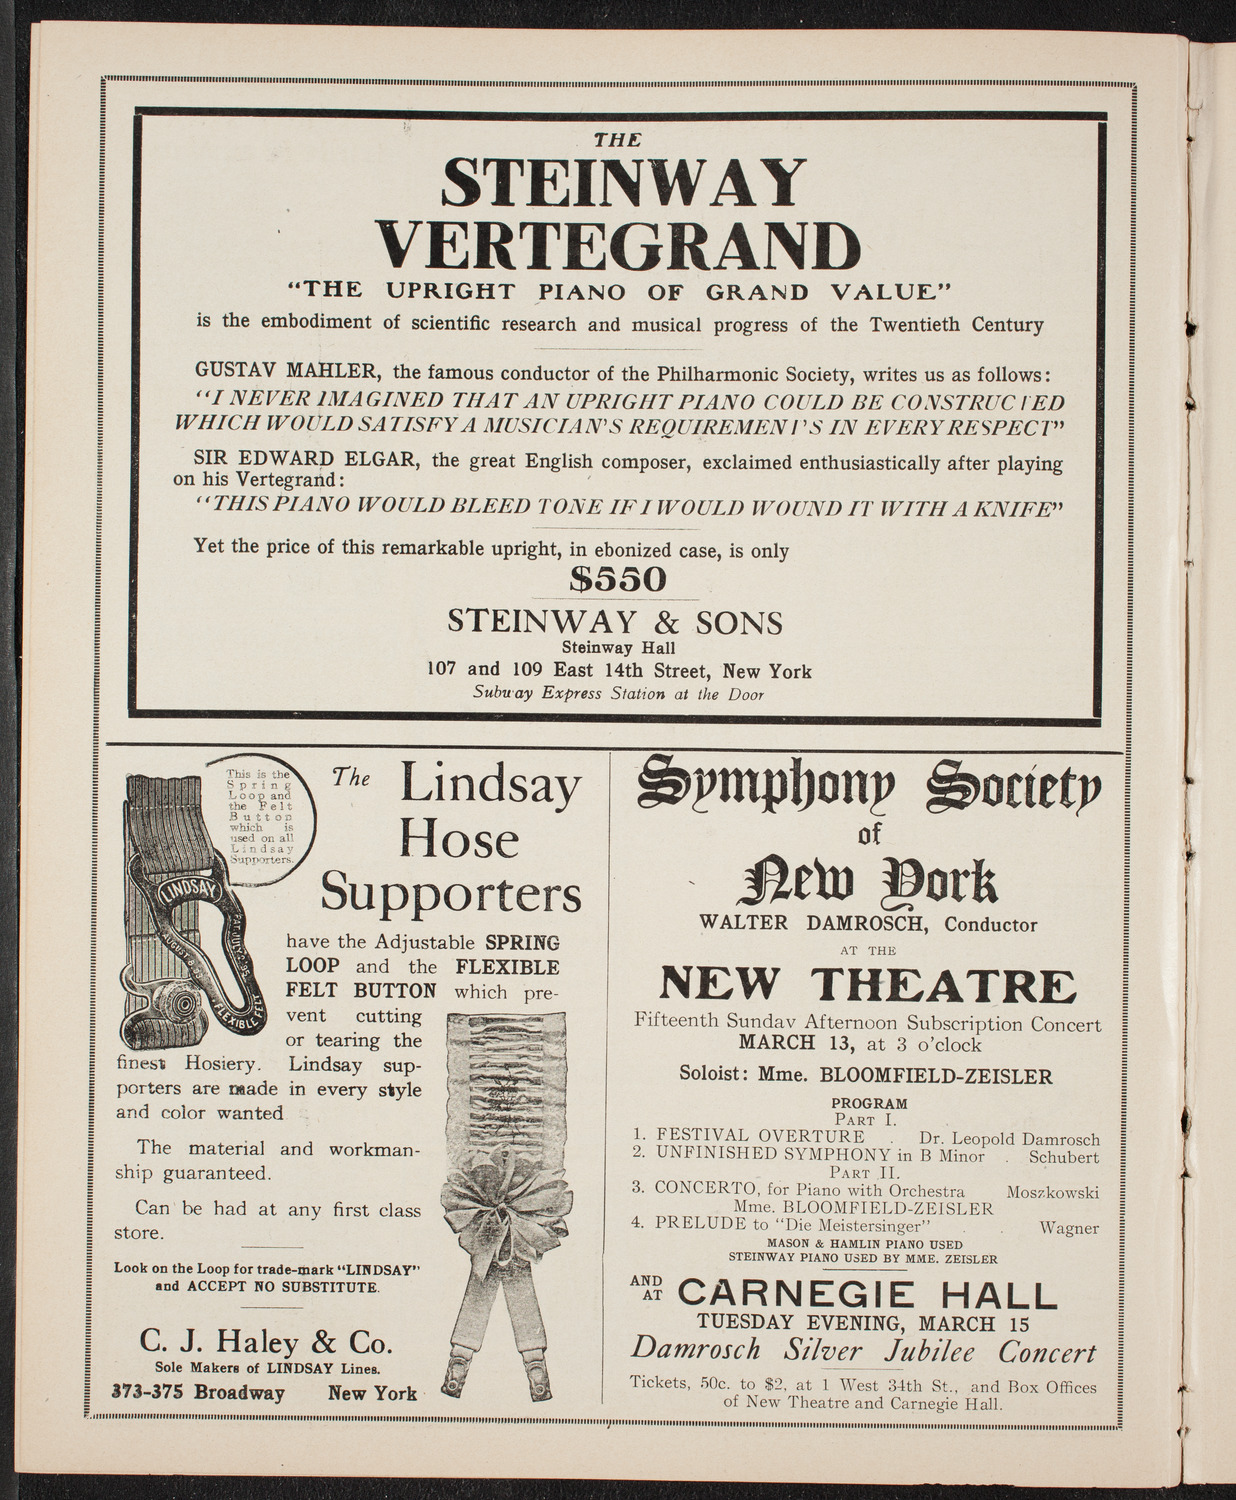 THE
STEINWAY
VERTEGRAND
“THE UPRIGHT PIANO OF GRAND VALUE”
is the embodiment of scientific research and musical progress of the Twentieth Century
GUSTAV MAHLER, the famous conductor of the Philharmonic Society, writes us as follows:
“I NEVER IMAGINED THAT AN UPRIGHT PIANO COULD BE CONSTRUCTED
WHICH WOULD SATISFY A MUSICIAN'S REQUIREMENT'S IN EVERY RESPECT”
SIR EDWARD ELGAR, the great English composer, exclaimed enthusiastically after playing
on his Vertegrand:
“THIS PIANO WOULD BLEED TONE IF I WOULD WOUND IT WITH A KNIFE”
Yet the price of this remarkable upright, in ebonized case, is only
$550
STEINWAY & SONS
Steinway Hall
107 and 109 East 14th Street, New York
Subway Express Station at the Door
This is the
Spring
Loop and
the Felt
Button
which is
used on all
Lindsay
Supporters.
LINDSAY
PAT. JULY 2 '95
AUGUST 8 '99
FLEXIBLE FELT
The Lindsay
Hose
Supporters
have the Adjustable SPRING
LOOP and the FLEXIBLE
FELT BUTTON which pre-
vent cutting
or tearing the
finest Hosiery. Lindsay sup-
porters are made in every style
and color wanted
The material and workman-
ship guaranteed.
Can be had at any first class
store.
Look on the Loop for trade-mark “LINDSAY”
and ACCEPT NO SUBSTITUTE.
C. J. Haley & Co.
Sole Makers of LINDSAY Lines.
373-375 Broadway New York
Symphony Society
of
New York
WALTER DAMROSCH, Conductor
AT THE
NEW THEATRE
Fifteenth Sunday Afternoon Subscription Concert
MARCH 13, at 3 o'clock
Soloist: Mme. BLOOMFIELD-ZEISLER
PROGRAM
PART I.
1. FESTIVAL OVERTURE . Dr. Leopold Damrosch
2. UNFINISHED SYMPHONY in B Minor . Schubert
PART II.
3. CONCERTO, for Piano with Orchestra Moszkowski
Mme. BLOOMFIELD-ZEISLER
4. PRELUDE to “Die Meistersinger” . Wagner
MASON & HAMLIN PIANO USED
STEINWAY PIANO USED BY MME. ZEISLER
AND AT CARNEGIE HALL
TUESDAY EVENING, MARCH 15
Damrosch Silver Jubilee Concert
Tickets, 50c. to $2, at 1 West 34th St., and Box Offices
of New Theatre and Carnegie Hall.